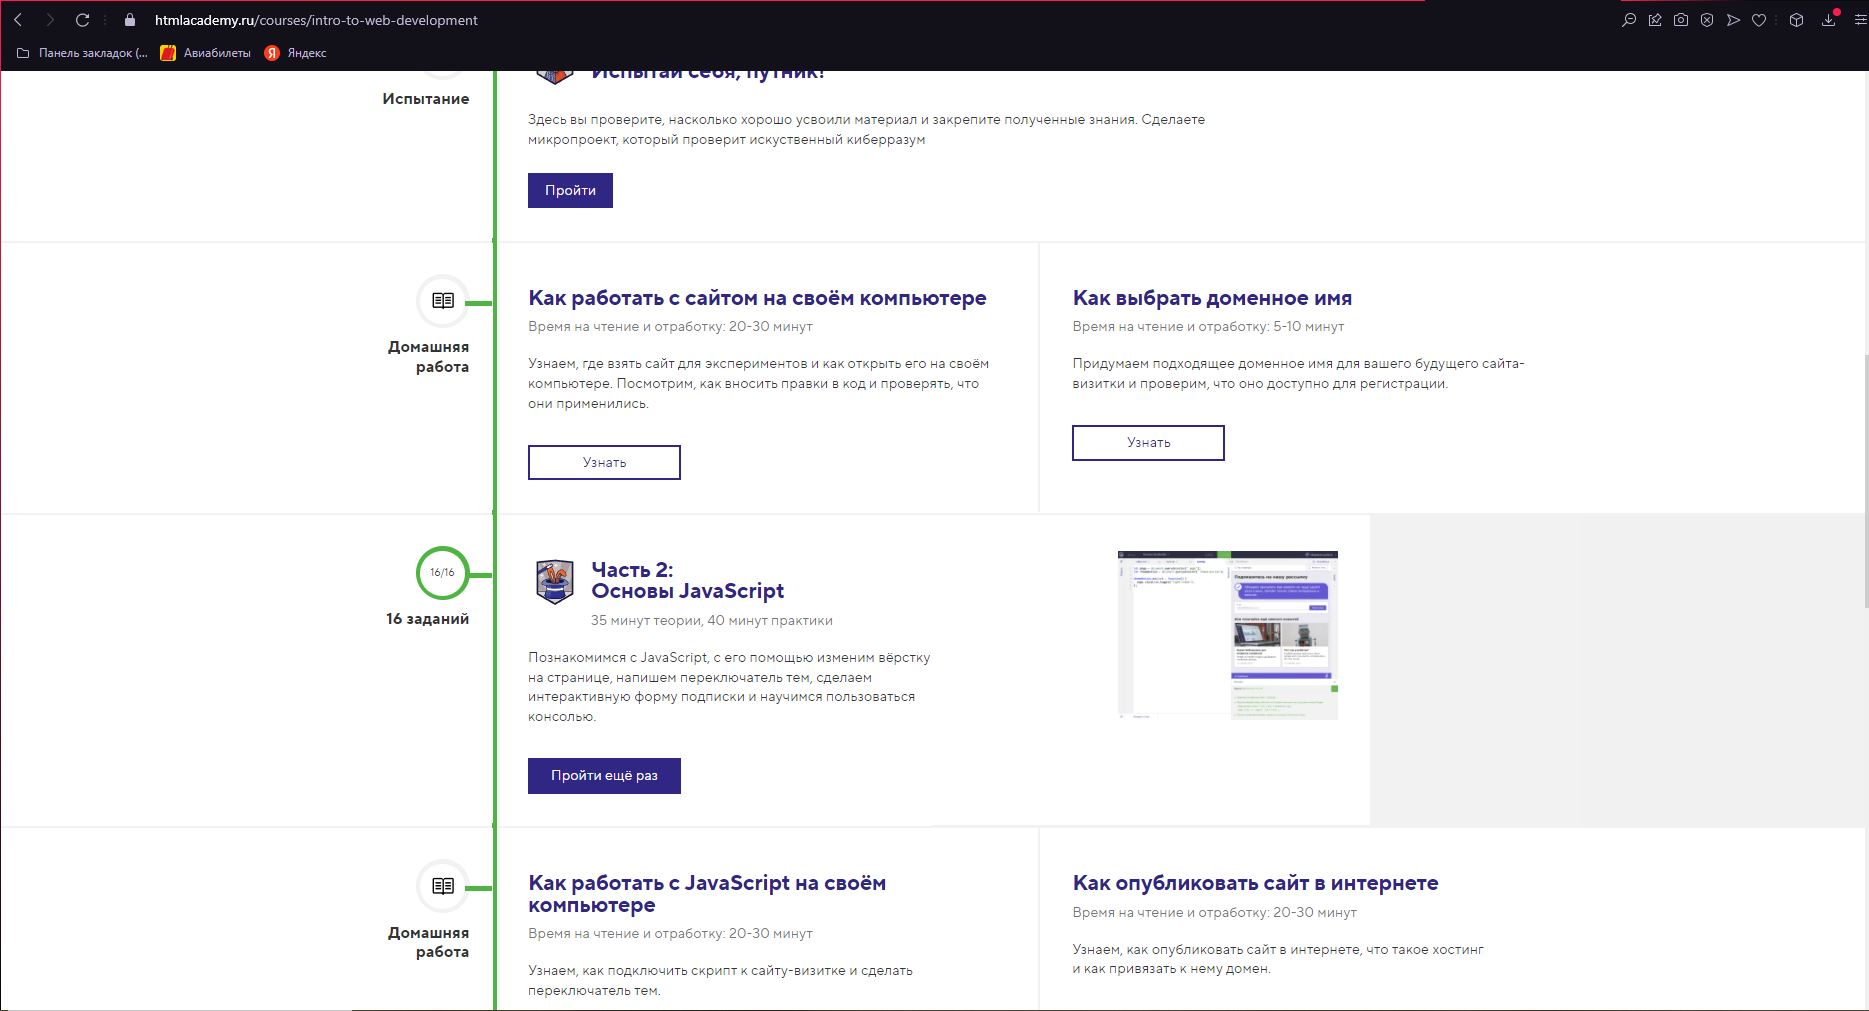 htmlacademy.ru/courses/intro-to-web-development
Панель закладок (...
Авиабилеты
Яндекс
Испытай себя, путник!
Испытание
Здесь вы проверите, насколько хорошо усвоили материал и закрепите полученные знания. Сделаете
микропроект, который проверит искуственный киберразум
Пройти
Домашняя
работа
Как работать с сайтом на своём компьютере
Время на чтение и отработку: 20-30 минут
Узнаем, где взять сайт для экспериментов и как открыть его на своём
компьютере. Посмотрим, как вносить правки в код и проверять, что
они применились.
Узнать
Как выбрать доменное имя
Время на чтение и отработку: 5-10 минут
Придумаем подходящее доменное имя для вашего будущего сайта-
визитки и проверим, что оно доступно для регистрации.
Узнать
16/16
16 заданий
Часть 2:
Основы JavaScript
35 минут теории, 40 минут практики
Познакомимся с JavaScript, с его помощью изменим вёрстку
на странице, напишем переключатель тем, сделаем
интерактивную форму подписки и научимся пользоваться
консолью.
Пройти ещё раз
Подпишитесь на нашу рассылку
Домашняя
работа
Как работать с JavaScript на своём
компьютере
Время на чтение и отработку: 20-30 минут
Узнаем, как подключить скрипт к сайту-визитке и сделать
переключатель тем.
Как опубликовать сайт в интернете
Время на чтение и отработку: 20-30 минут
Узнаем, как опубликовать сайт в интернете, что такое хостинг
и как привязать к нему домен.